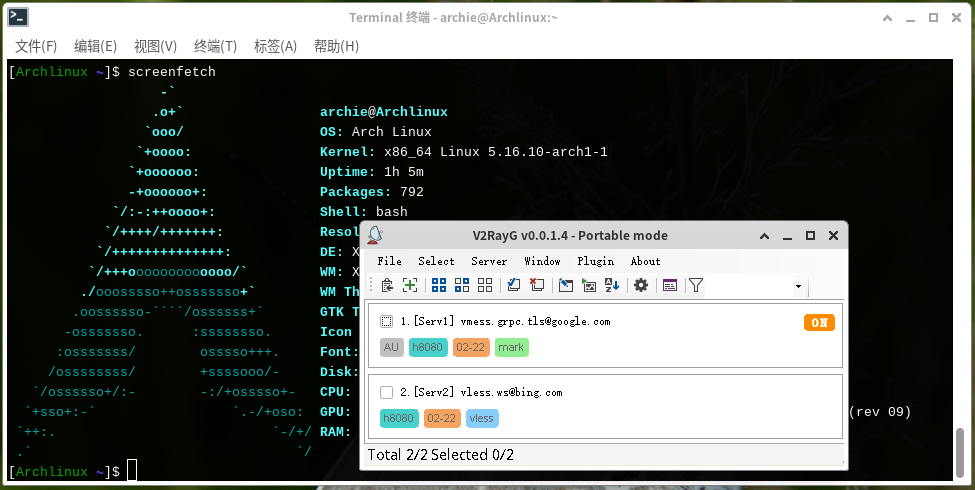 Terminal 终端 - archie@Archlinux:~
文件(F) 编辑(E) 视图(V) 终端(T) 标签(A) 帮助(H)
[Archlinux ~]$ screenfetch
-`
.o+` archie@Archlinux
`ooo/ OS: Arch Linux
`+oooo: Kernel: x86_64 Linux 5.16.10-arch1-1
`+oooooo: Uptime: 1h 5m
-+oooooo+: Packages: 792
`/:-:++oooo+: Shell: bash
`/++++/+++++++: Resol
`/++++++++++++++: DE: X
`/+++ooooooooooooo/` WM: X
./ooosssso++osssssso+` WM Th
.oossssso-````/ossssss+` GTK T
-osssssso. :ssssssso. Icon
:osssssss/ osssso+++. Font:
/ossssssss/ +ssssooo/- Disk:
`/ossssso+/:- -:/+osssso+- CPU:
`+sso+:-` `.-/+oso: GPU: (rev 09)
`++:. `-/+/ RAM:
.` `/
[Archlinux ~]$
V2RayG v0.0.1.4 - Portable mode
File Select Server Window Plugin About
1.[Serv1] vmess.grpc.tls@google.com ON
AU h8080 02-22 mark
2.[Serv2] vless.ws@bing.com
h8080 02-22 vless
Total 2/2 Selected 0/2